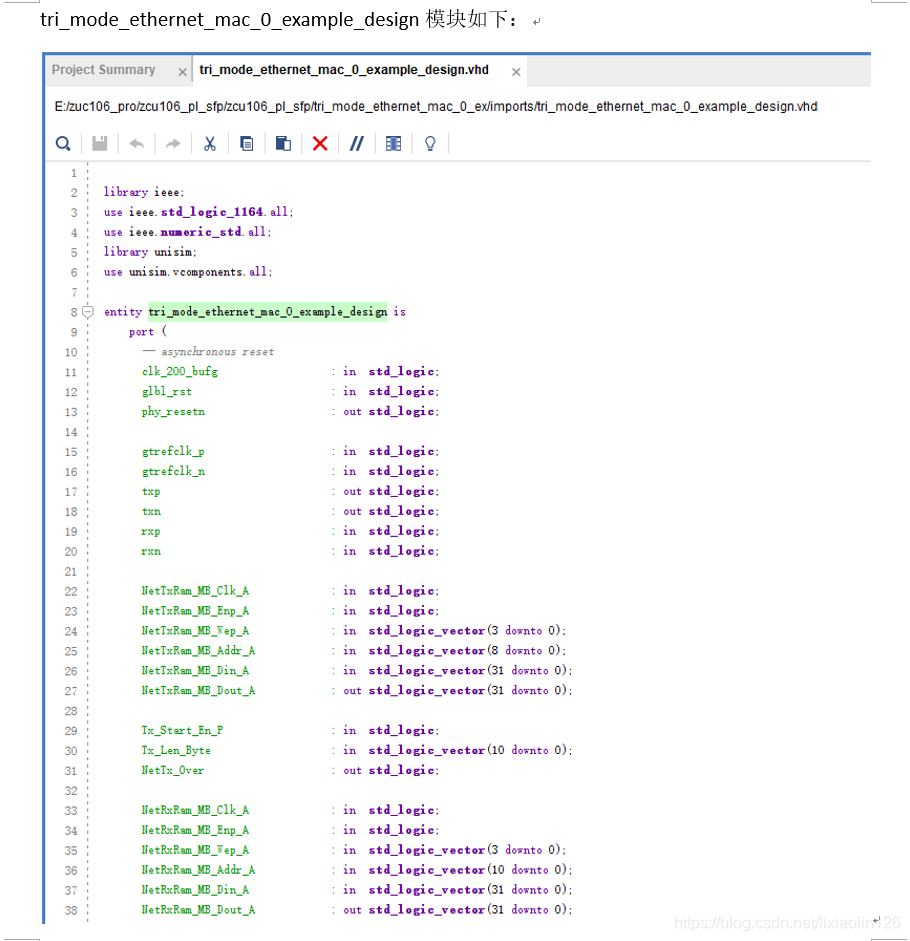 tri_mode_ethernet_mac_0_example_design 模块如下：
Project Summary × tri_mode_ethernet_mac_0_example_design.vhd ×
E:/zuc106_pro/zcu106_pl_sfp/zcu106_pl_sfp/tri_mode_ethernet_mac_0_ex/imports/tri_mode_ethernet_mac_0_example_design.vhd
1
2 library ieee;
3 use ieee.std_logic_1164.all;
4 use ieee.numeric_std.all;
5 library unisim;
6 use unisim.vcomponents.all;
7
8 entity tri_mode_ethernet_mac_0_example_design is
9 port (
10 -- asynchronous reset
11 clk_200_bufg : in std_logic;
12 glbl_rst : in std_logic;
13 phy_resetn : out std_logic;
14
15 gtrefclk_p : in std_logic;
16 gtrefclk_n : in std_logic;
17 txp : out std_logic;
18 txn : out std_logic;
19 rxp : in std_logic;
20 rxn : in std_logic;
21
22 NetTxRam_MB_Clk_A : in std_logic;
23 NetTxRam_MB_Enp_A : in std_logic;
24 NetTxRam_MB_Wep_A : in std_logic_vector(3 downto 0);
25 NetTxRam_MB_Addr_A : in std_logic_vector(8 downto 0);
26 NetTxRam_MB_Din_A : in std_logic_vector(31 downto 0);
27 NetTxRam_MB_Dout_A : out std_logic_vector(31 downto 0);
28
29 Tx_Start_En_P : in std_logic;
30 Tx_Len_Byte : in std_logic_vector(10 downto 0);
31 NetTx_Over : out std_logic;
32
33 NetRxRam_MB_Clk_A : in std_logic;
34 NetRxRam_MB_Enp_A : in std_logic;
35 NetRxRam_MB_Wep_A : in std_logic_vector(3 downto 0);
36 NetRxRam_MB_Addr_A : in std_logic_vector(10 downto 0);
37 NetRxRam_MB_Din_A : in std_logic_vector(31 downto 0);
38 NetRxRam_MB_Dout_A : out std_logic_vector(31 downto 0);
https://blog.csdn.net/lixiaolin126